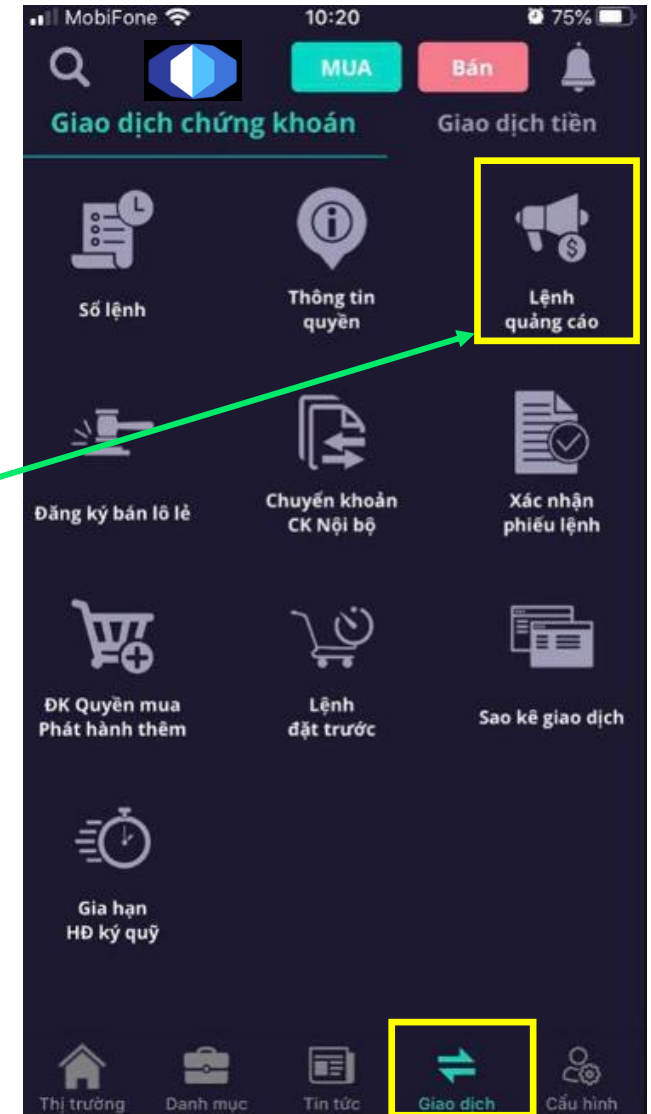 MobiFone 10:20 75%
MUA Bán
Giao dịch chứng khoán Giao dịch tiền
L
$
Sổ lệnh
Thông tin
quyền
Lệnh
quảng cáo
Đăng ký bán lô lẻ
Chuyển khoản
CK Nội bộ
Xác nhận
phiếu lệnh
ĐK Quyền mua
Phát hành thêm
Lệnh
đặt trước
Sao kê giao dịch
Gia hạn
HĐ ký quỹ
Thị trường Danh mục Tin tức Giao dịch Cấu hình